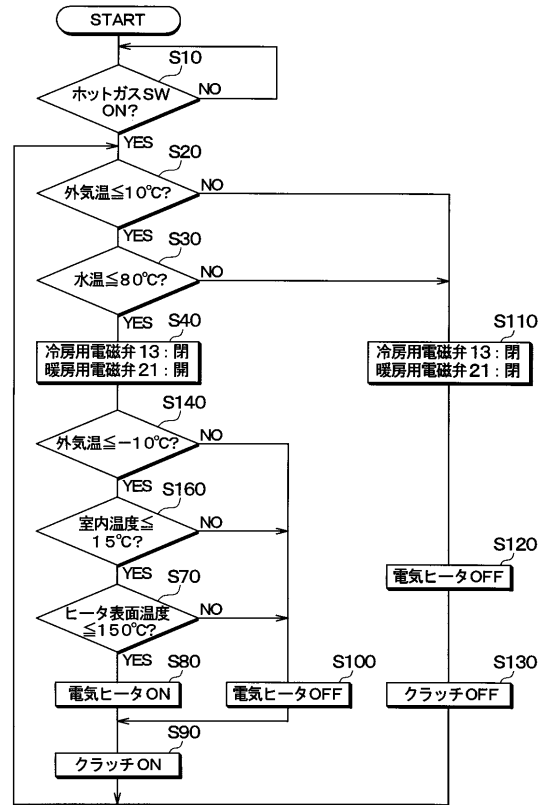 START
S10
ホットガスSW
ON?
NO
YES
S20
外気温≦10℃?
NO
YES
S30
水温≦80℃?
NO
YES
S40
冷房用電磁弁13：閉
暖房用電磁弁21：開
S110
冷房用電磁弁13：閉
暖房用電磁弁21：閉
S140
外気温≦−10℃?
NO
YES
S160
室内温度≦
15℃?
NO
YES
S120
電気ヒータOFF
S70
ヒータ表面温度
≦150℃?
NO
YES
S80
電気ヒータON
S100
電気ヒータOFF
S130
クラッチOFF
S90
クラッチON